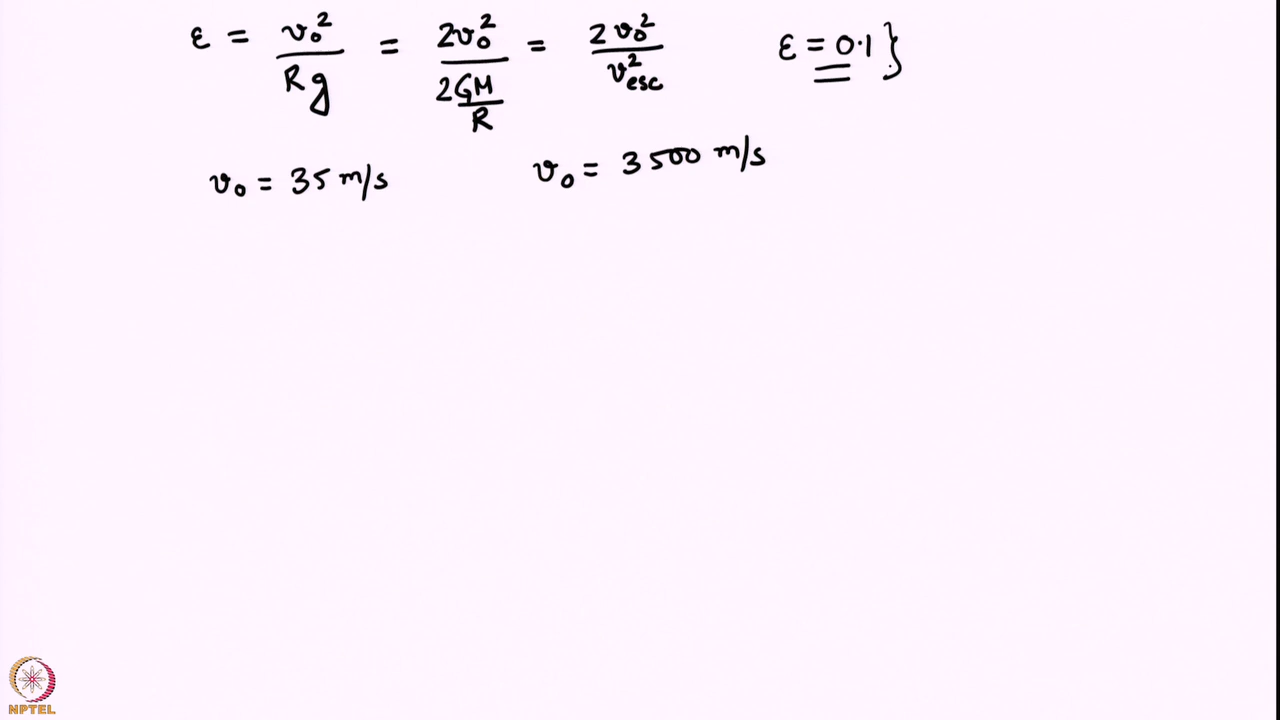 ε = v₀² / Rg = 2v₀² / (2GM/R) = 2v₀² / v²esc   ε = 0.1 }
v₀ = 35 m/s   v₀ = 3500 m/s
NPTEL